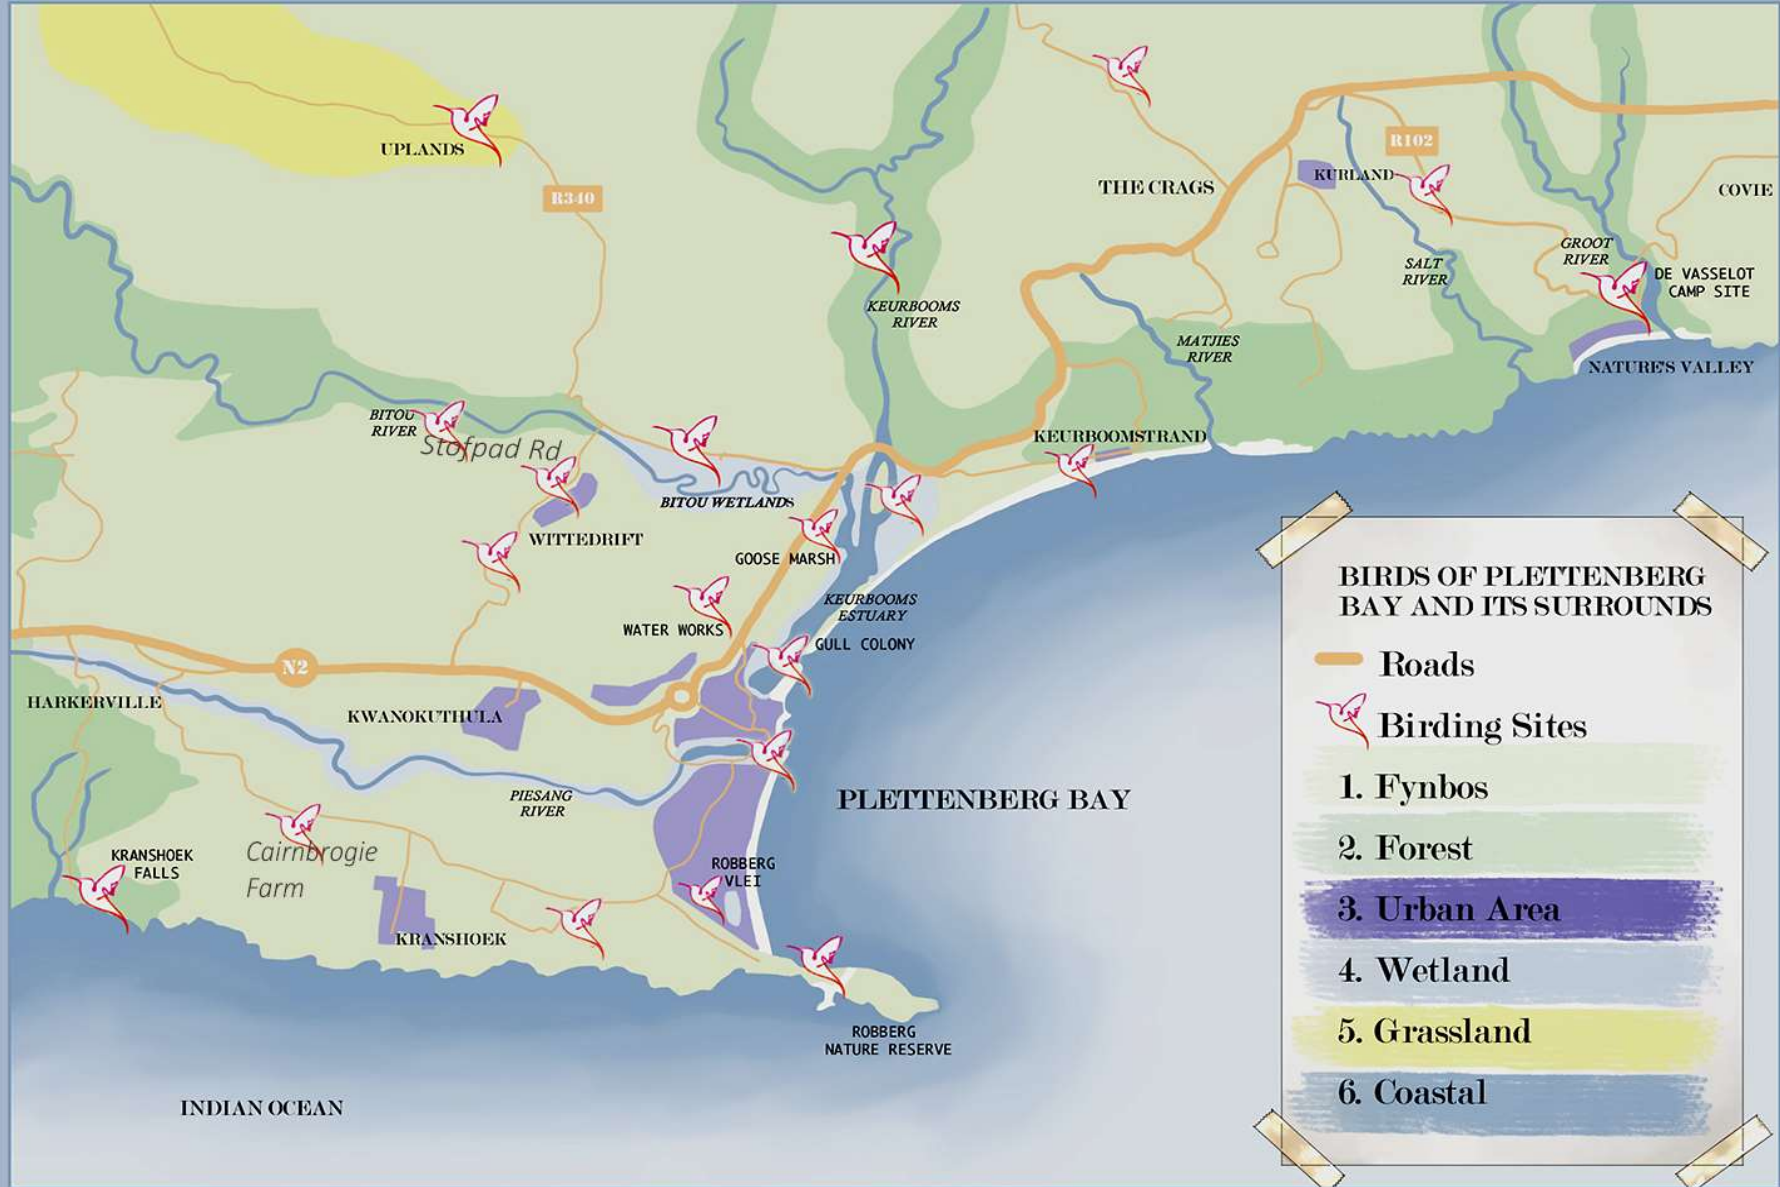 UPLANDS
R340
THE CRAGS
R102
KURLAND
COVIE
GROOT
RIVER
SALT
RIVER
DE VASSELOT
CAMP SITE
KEURBOOMS
RIVER
MATJIES
RIVER
NATURE'S VALLEY
BITOU
RIVER
Stofpad Rd
KEURBOOMSTRAND
BITOU WETLANDS
WITTEDRIFT
GOOSE MARSH
KEURBOOMS
ESTUARY
WATER WORKS
GULL COLONY
N2
HARKERVILLE
KWANOKUTHULA
PIESANG
RIVER
PLETTENBERG BAY
KRANSHOEK
FALLS
Cairnbrogie
Farm
ROBBERG
VLEI
KRANSHOEK
ROBBERG
NATURE RESERVE
INDIAN OCEAN
BIRDS OF PLETTENBERG
BAY AND ITS SURROUNDS
Roads
Birding Sites
1. Fynbos
2. Forest
3. Urban Area
4. Wetland
5. Grassland
6. Coastal